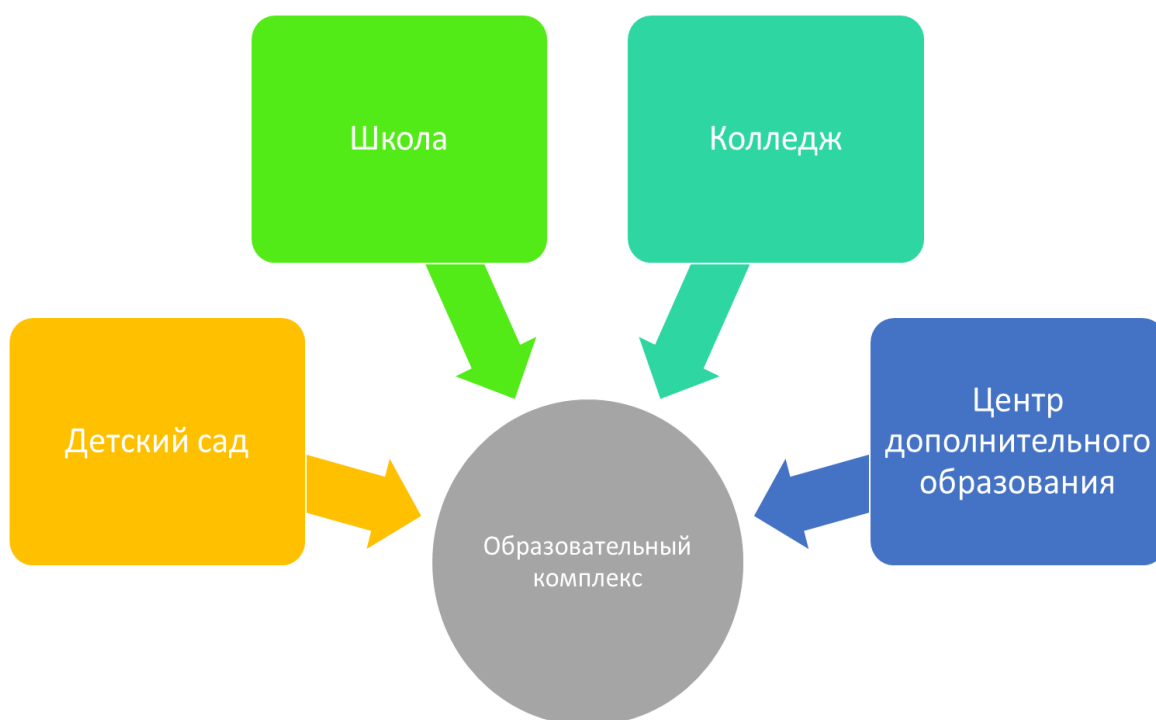 Школа
Колледж
Детский сад
Центр
дополнительного
образования
Образовательный
комплекс